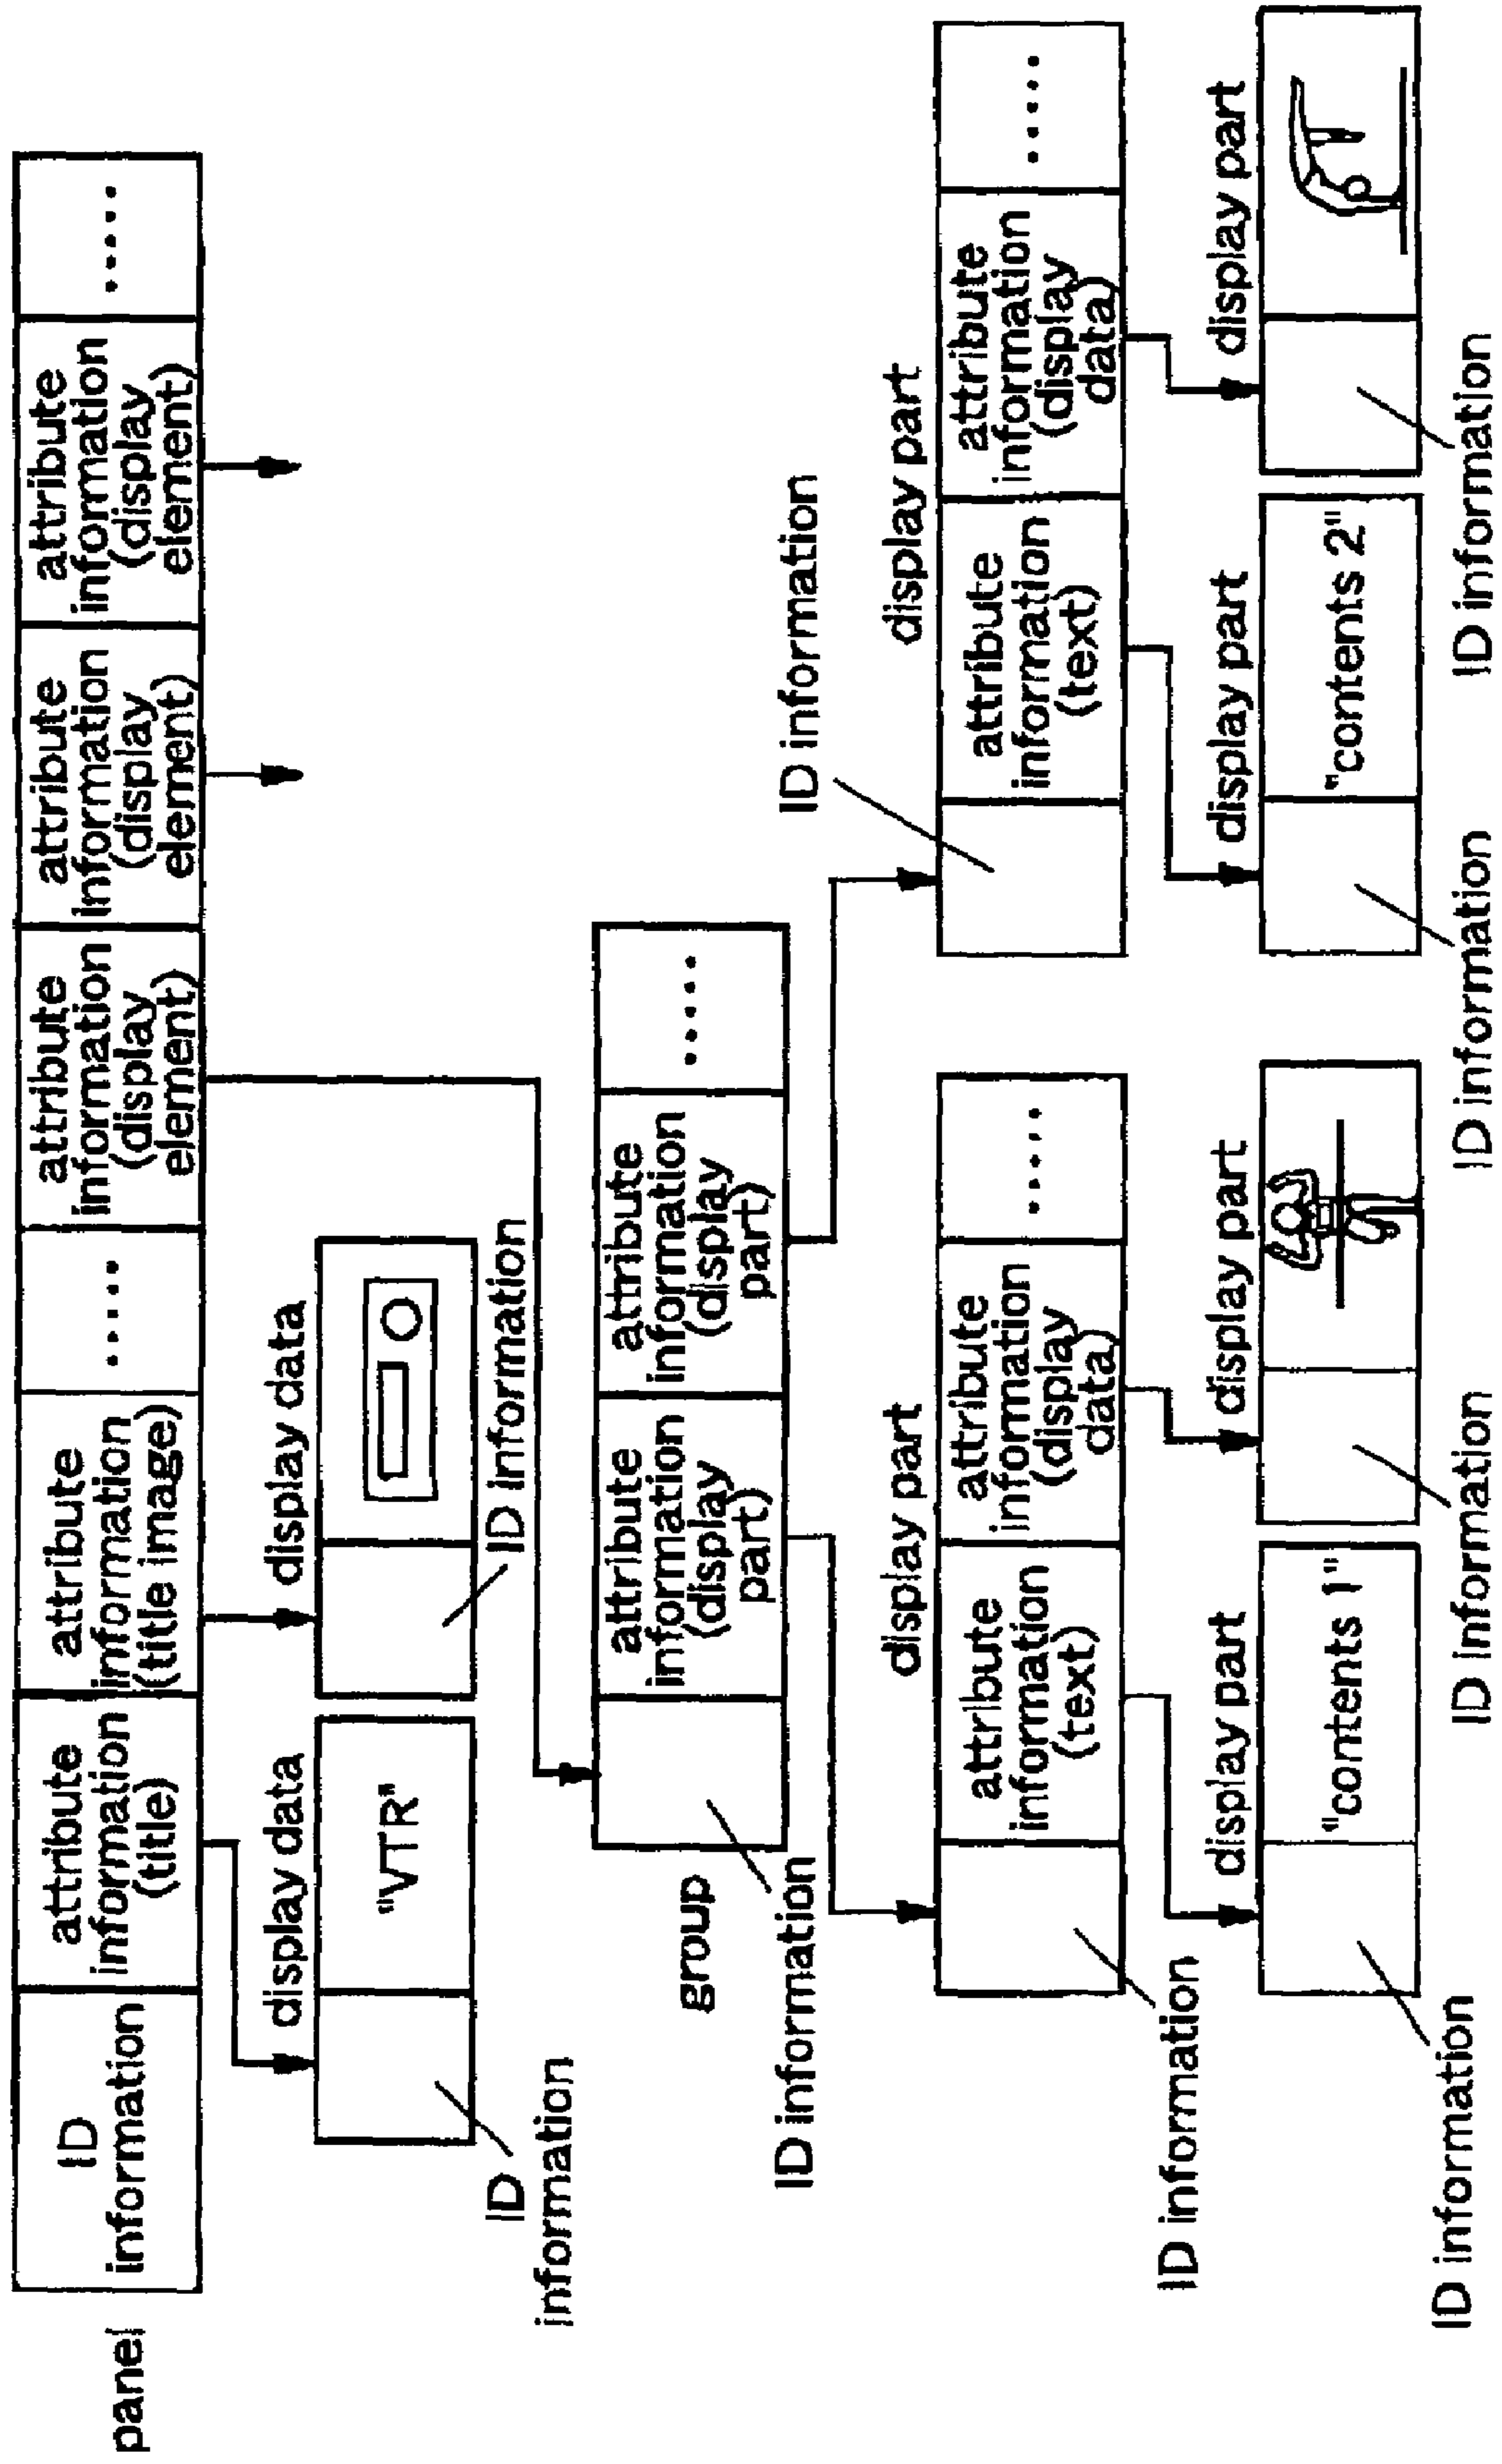 panel
ID
information
attribute
information
(title)
attribute
information
(title image)
.....
attribute
information
(display
element)
attribute
information
(display
element)
attribute
information
(display
element)
.....
display data
"VTR"
ID
information
display data
ID information
group
ID information
attribute
information
(display
part)
attribute
information
(display
part)
.....
display part
attribute
information
(text)
attribute
information
(display
data)
.....
ID information
ID information
display part
attribute
information
(text)
attribute
information
(display
data)
.....
display part
"contents 1"
ID information
display part
ID information
display part
"contents 2"
ID information
display part
ID information